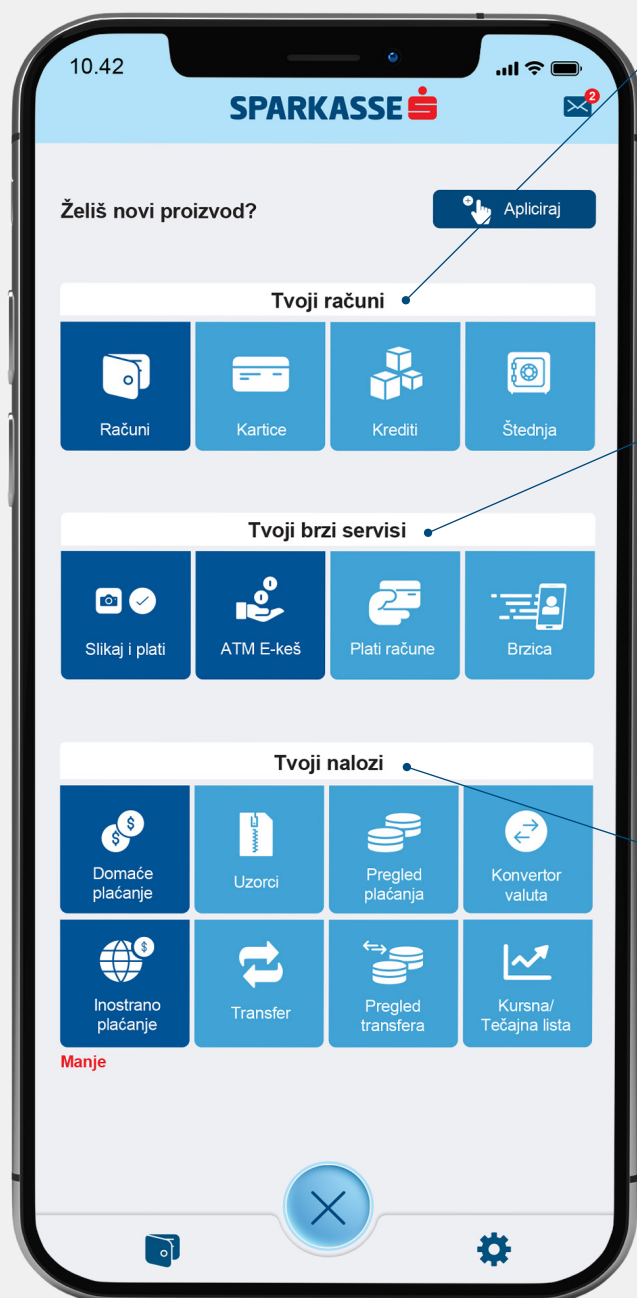 10.42
SPARKASSE
2
Želiš novi proizvod?
Apliciraj
Tvoji računi
Računi
Kartice
Krediti
Štednja
Tvoji brzi servisi
Slikaj i plati
ATM E-keš
Plati račune
Brzica
Tvoji nalozi
Domaće
plaćanje
Uzorci
Pregled
plaćanja
Konvertor
valuta
Inostrano
plaćanje
Transfer
Pregled
transfera
Kursna/
Tečajna lista
Manje